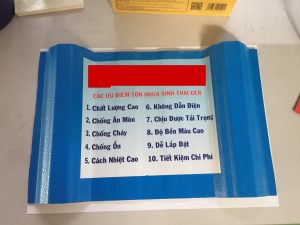 CÁC ƯU ĐIỂM TÔN NHỰA SINH THÁI GEB
1. Chất Lượng Cao
2. Chống Ăn Mòn
3. Chống Cháy
4. Chống Ồn
5. Cách Nhiệt Cao
6. Không Dẫn Điện
7. Chịu Được Tải Trọng
8. Độ Bền Màu Cao
9. Dễ Lắp Đặt
10. Tiết Kiệm Chi Phí